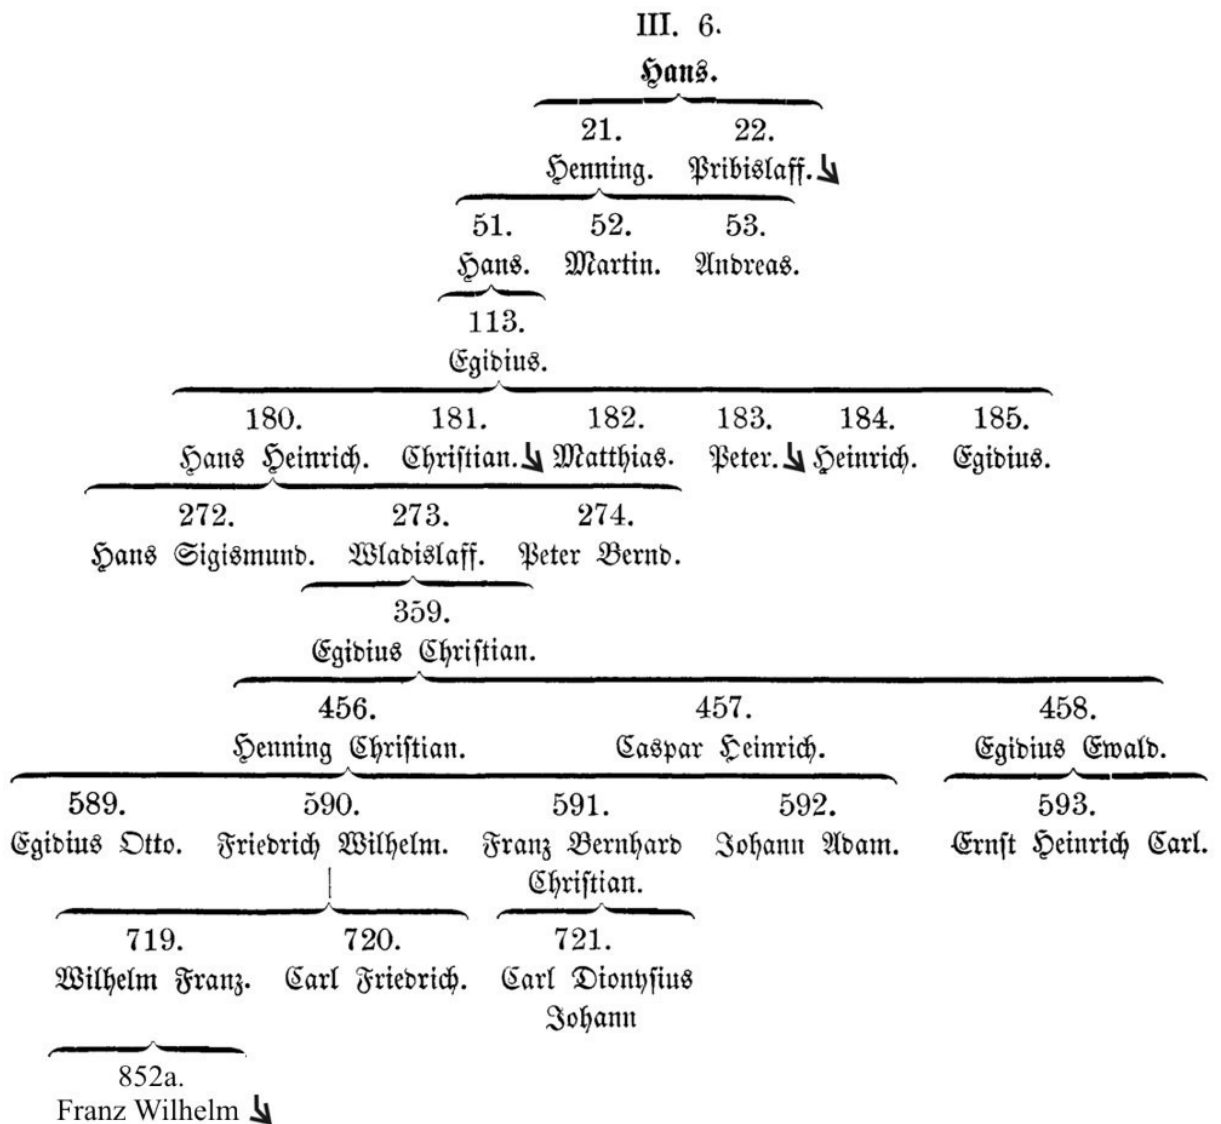 III. 6.
Hans.
21. 22.
Henning. Pribislaff.
51. 52. 53.
Hans. Martin. Andreas.
113.
Egidius.
180. 181. 182. 183. 184. 185.
Hans Heinrich. Christian. Matthias. Peter. Heinrich. Egidius.
272. 273. 274.
Hans Sigismund. Wladislaff. Peter Bernd.
359.
Egidius Christian.
456. 457. 458.
Henning Christian. Caspar Heinrich. Egidius Ewald.
589. 590. 591. 592. 593.
Egidius Otto. Friedrich Wilhelm. Franz Bernhard Johann Adam. Ernst Heinrich Carl.
Christian.
719. 720. 721.
Wilhelm Franz. Carl Friedrich. Carl Dionysius
Johann
852a.
Franz Wilhelm